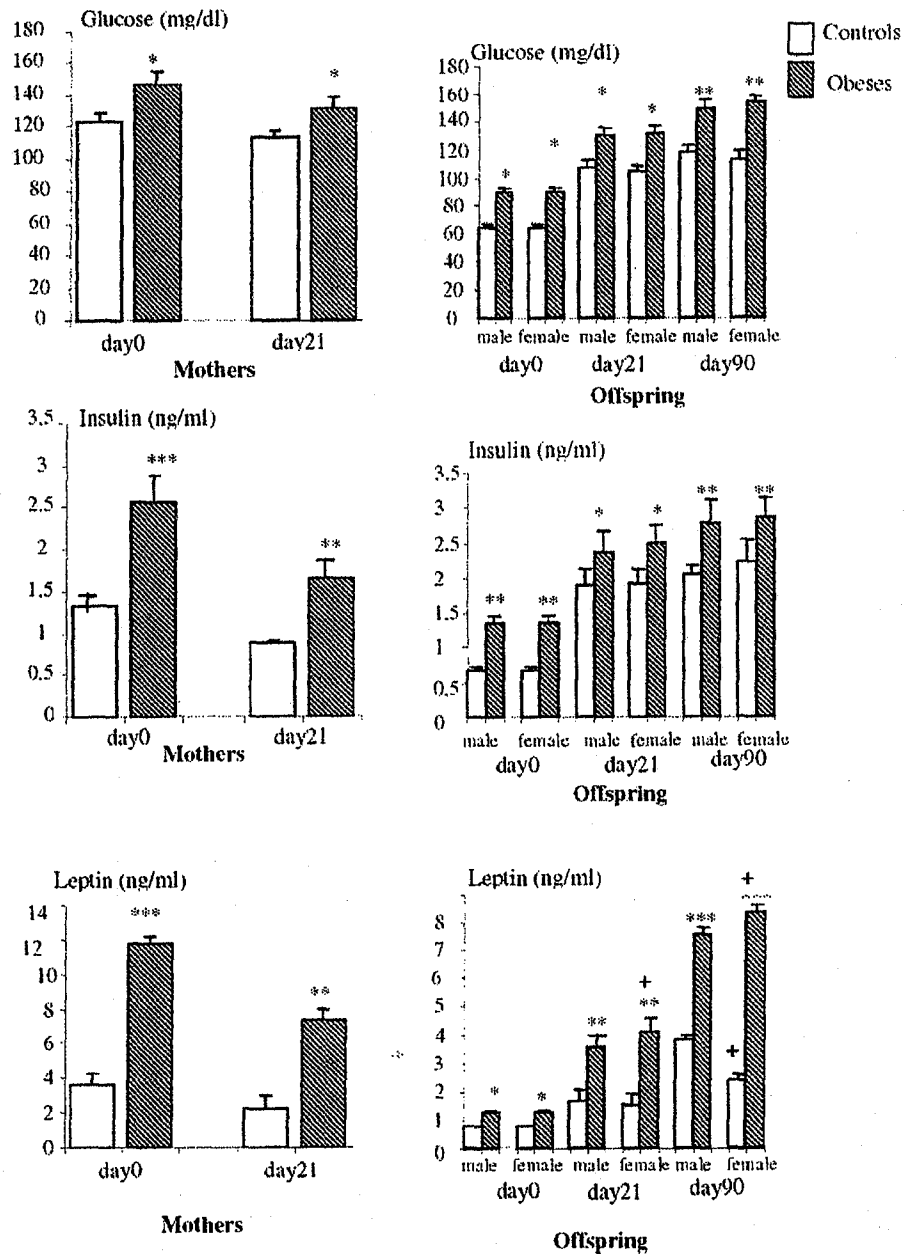 Glucose (mg/dl)
180
160
140
120
100
80
60
40
20
0
* *
day0 day21
Mothers
Glucose (mg/dl)
180
160
140
120
100
80
60
40
20
0
* * * * ** **
male female male female male female
day0 day21 day90
Offspring
Controls
Obeses
Insulin (ng/ml)
3.5
3
2.5
2
1.5
1
0.5
0
*** **
day0 day21
Mothers
Insulin (ng/ml)
3.5
3
2.5
2
1.5
1
0.5
0
** ** * * ** **
male female male female male female
day0 day21 day90
Offspring
Leptin (ng/ml)
14
12
10
8
6
4
2
0
*** **
day0 day21
Mothers
Leptin (ng/ml)
8
7
6
5
4
3
2
1
0
+
***
+
** **
+
* *
male female male female male female
day0 day21 day90
Offspring